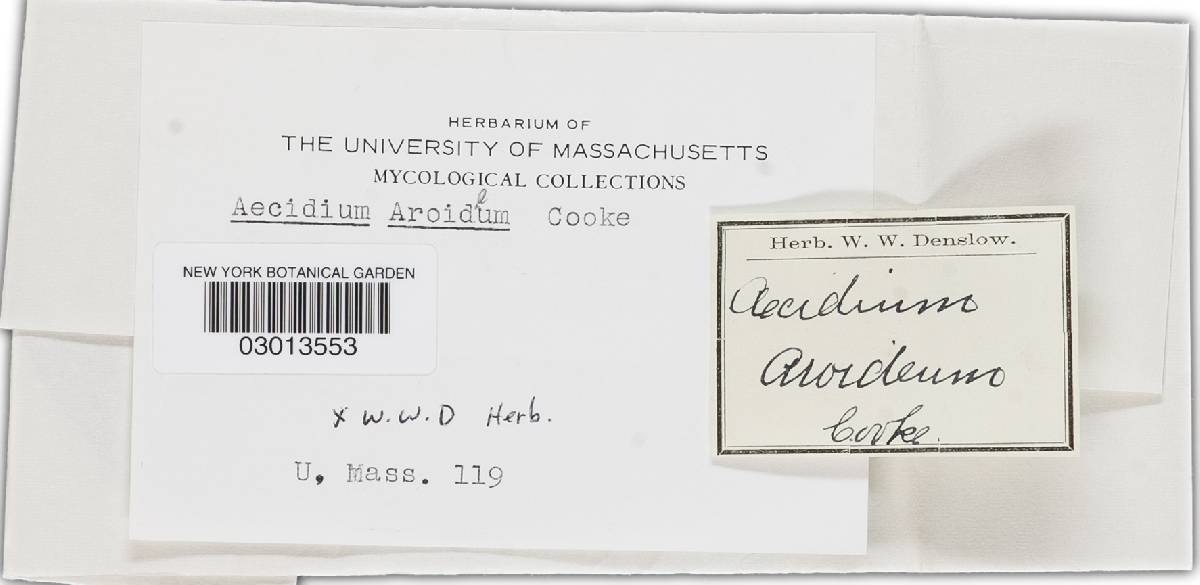 HERBARIUM OF
THE UNIVERSITY OF MASSACHUSETTS
MYCOLOGICAL COLLECTIONS
Aecidium Aroideum Cooke
NEW YORK BOTANICAL GARDEN
03013553
x W.W.D Herb.
U, Mass. 119
Herb. W. W. Denslow.
Aecidium
Aroideum
Cooke.